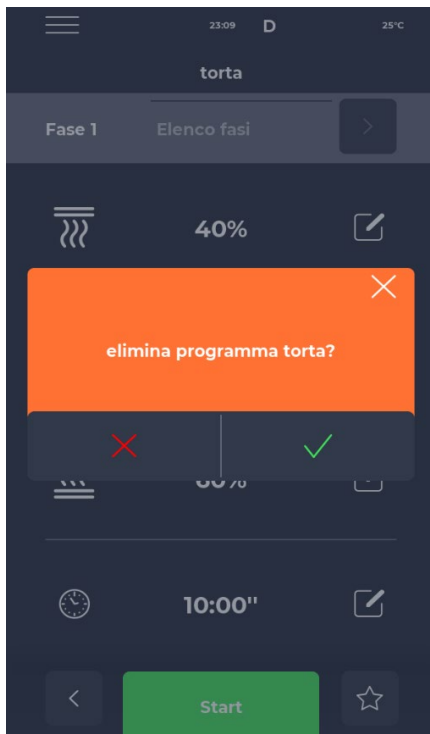 23:09 D 25°C
torta
Fase 1 Elenco fasi
40%
elimina programma torta?
10:00"
Start